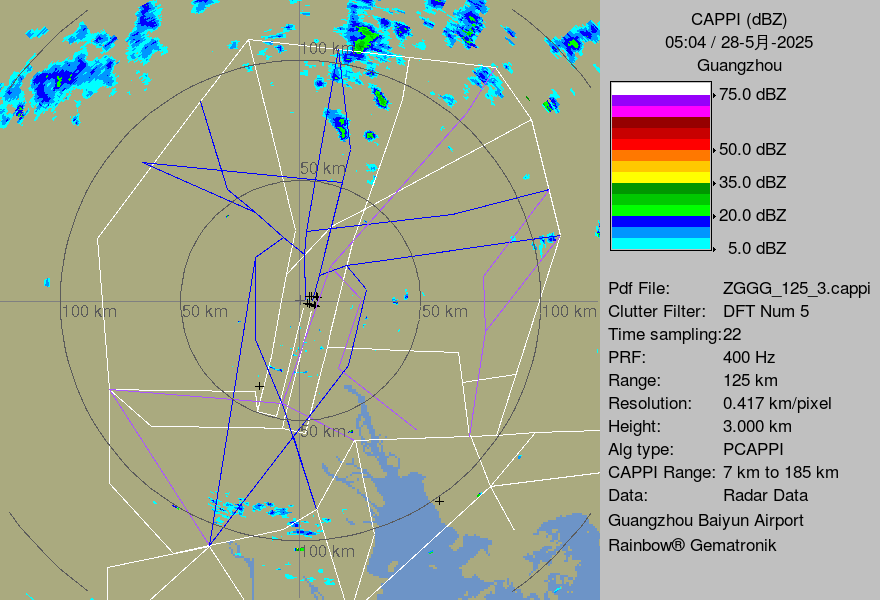 CAPPI (dBZ)
05:04 / 28-5月-2025
Guangzhou
75.0 dBZ
50.0 dBZ
35.0 dBZ
20.0 dBZ
5.0 dBZ
Pdf File: ZGGG_125_3.cappi
Clutter Filter: DFT Num 5
Time sampling:22
PRF: 400 Hz
Range: 125 km
Resolution: 0.417 km/pixel
Height: 3.000 km
Alg type: PCAPPI
CAPPI Range: 7 km to 185 km
Data: Radar Data
Guangzhou Baiyun Airport
Rainbow® Gematronik
100 km
50 km
100 km
50 km
50 km
100 km
50 km
100 km